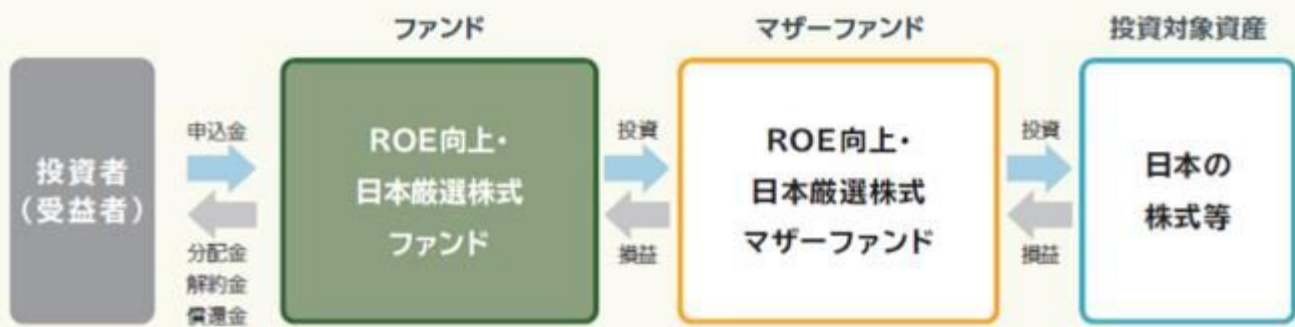 ファンド
マザーファンド
投資対象資産
投資者
(受益者)
申込金
分配金
解約金
償還金
ROE向上・
日本厳選株式
ファンド
投資
損益
ROE向上・
日本厳選株式
マザーファンド
投資
損益
日本の
株式等